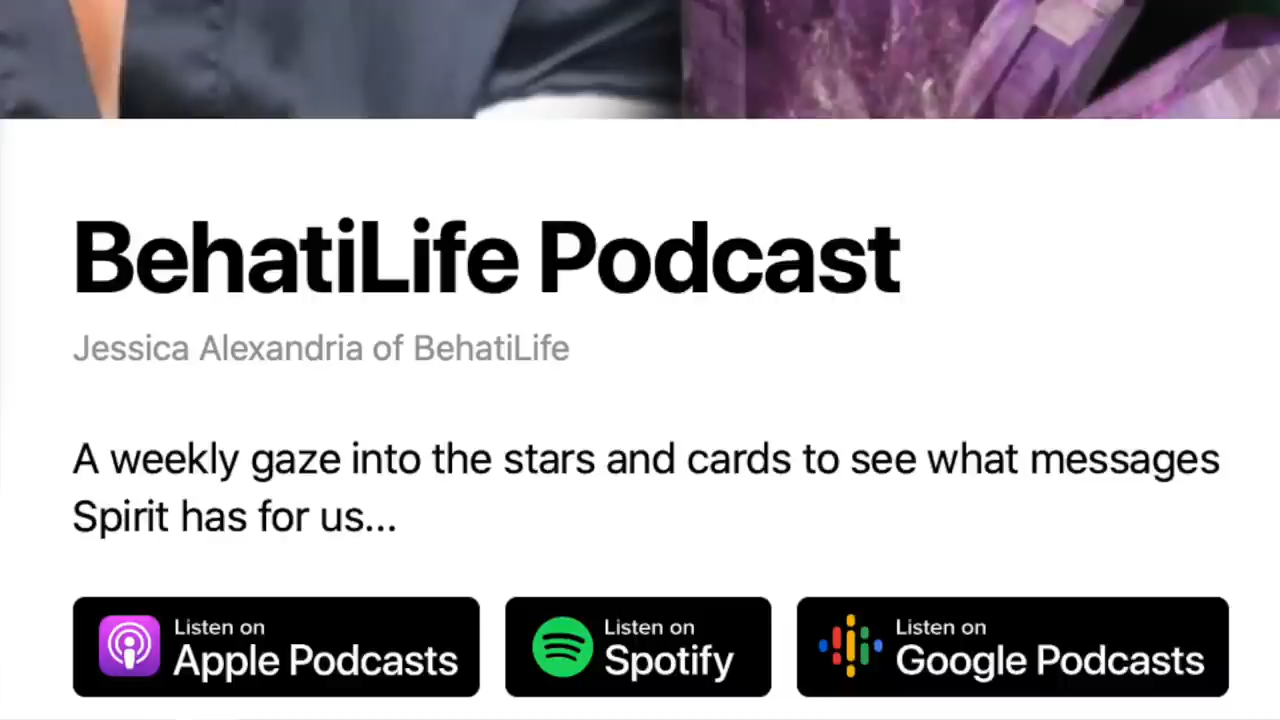 BehatiLife Podcast
Jessica Alexandria of BehatiLife
A weekly gaze into the stars and cards to see what messages
Spirit has for us...
Listen on
Apple Podcasts
Listen on
Spotify
Listen on
Google Podcasts